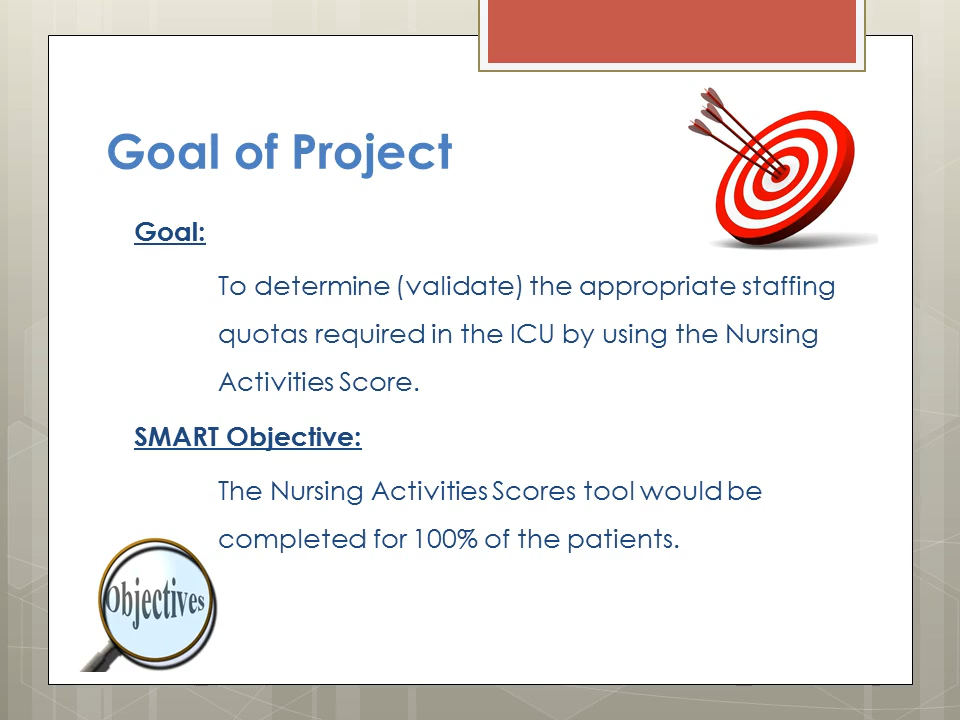 Goal of Project
Goal:
To determine (validate) the appropriate staffing
quotas required in the ICU by using the Nursing
Activities Score.
SMART Objective:
The Nursing Activities Scores tool would be
completed for 100% of the patients.
Objectives